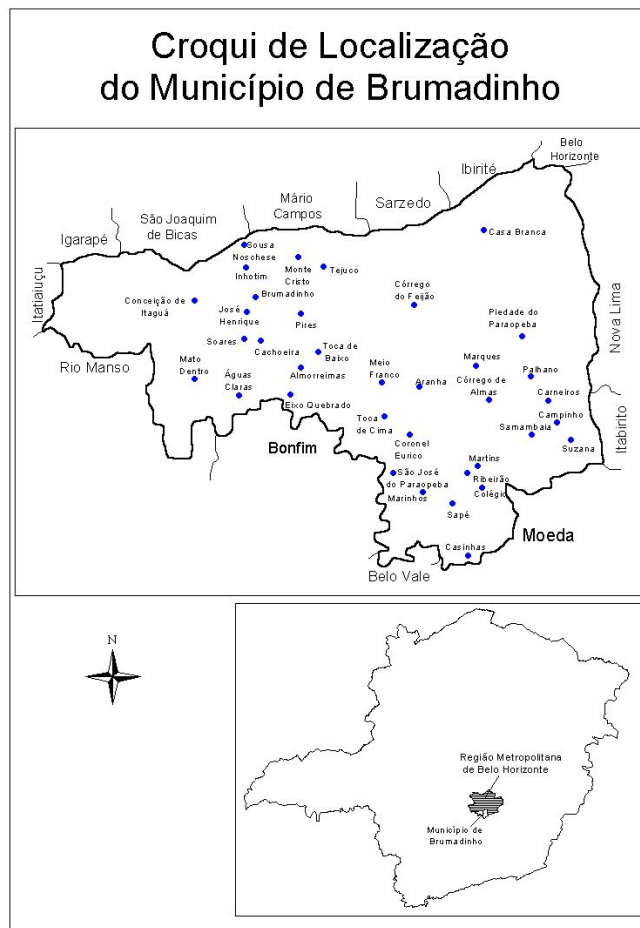 Croqui de Localização
do Município de Brumadinho
Belo
Horizonte
Ibirité
Mário
Campos
Sarzedo
São Joaquim
de Bicas
Igarapé
Itatiaiuçu
Casa Branca
Sousa
Noschese
Inhotim
Monte
Cristo
Tejuco
Brumadinho
Conceição de
Itaguá
Córrego
do Feijão
José
Henrique
Pires
Piedade do
Paraopeba
Nova Lima
Soares
Cachoeira
Toca de
Baixo
Rio Manso
Mato
Dentro
Águas
Claras
Almorreimas
Meio
Franco
Aranha
Marques
Córrego de
Almas
Palhano
Carneiros
Eixo Quebrado
Toca
de Cima
Campinho
Samambaia
Suzana
Itabirito
Bonfim
Coronel
Eurico
Martins
São José
do Paraopeba
Ribeirão
Marinhos
Colégio
Sapé
Moeda
Casinhas
Belo Vale
N
Região Metropolitana
de Belo Horizonte
Município de
Brumadinho